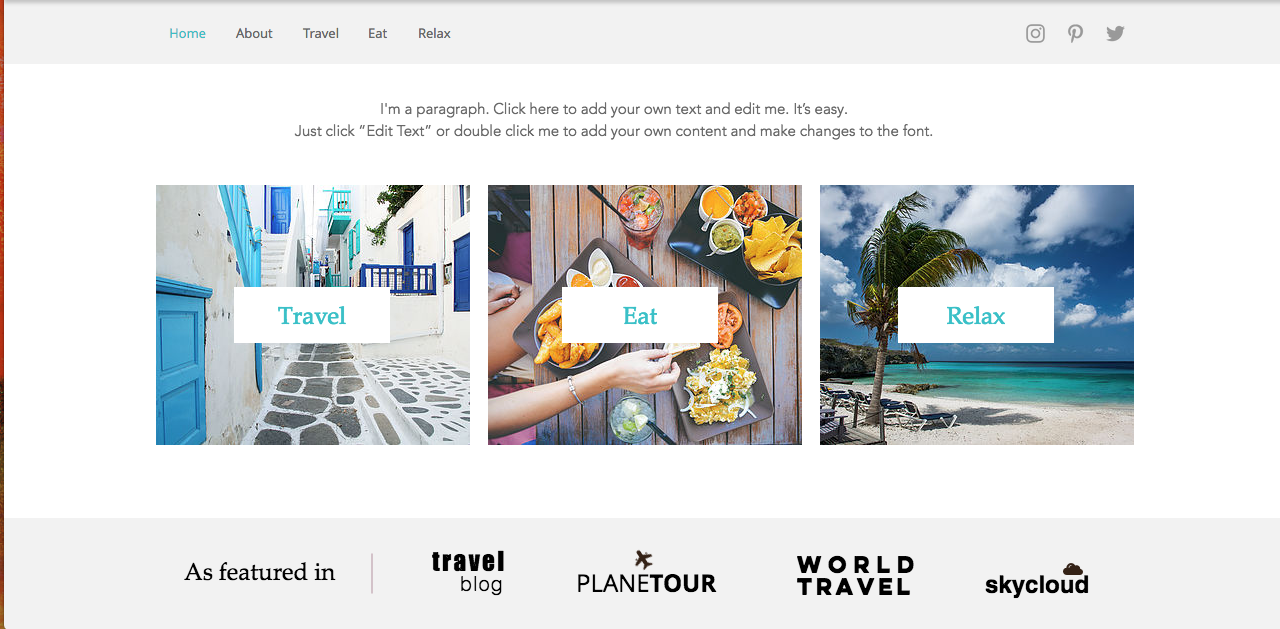 Home About Travel Eat Relax
I'm a paragraph. Click here to add your own text and edit me. It’s easy.
Just click “Edit Text” or double click me to add your own content and make changes to the font.
Travel
Eat
Relax
As featured in
travel
blog
PLANETOUR
WORLD
TRAVEL
skycloud